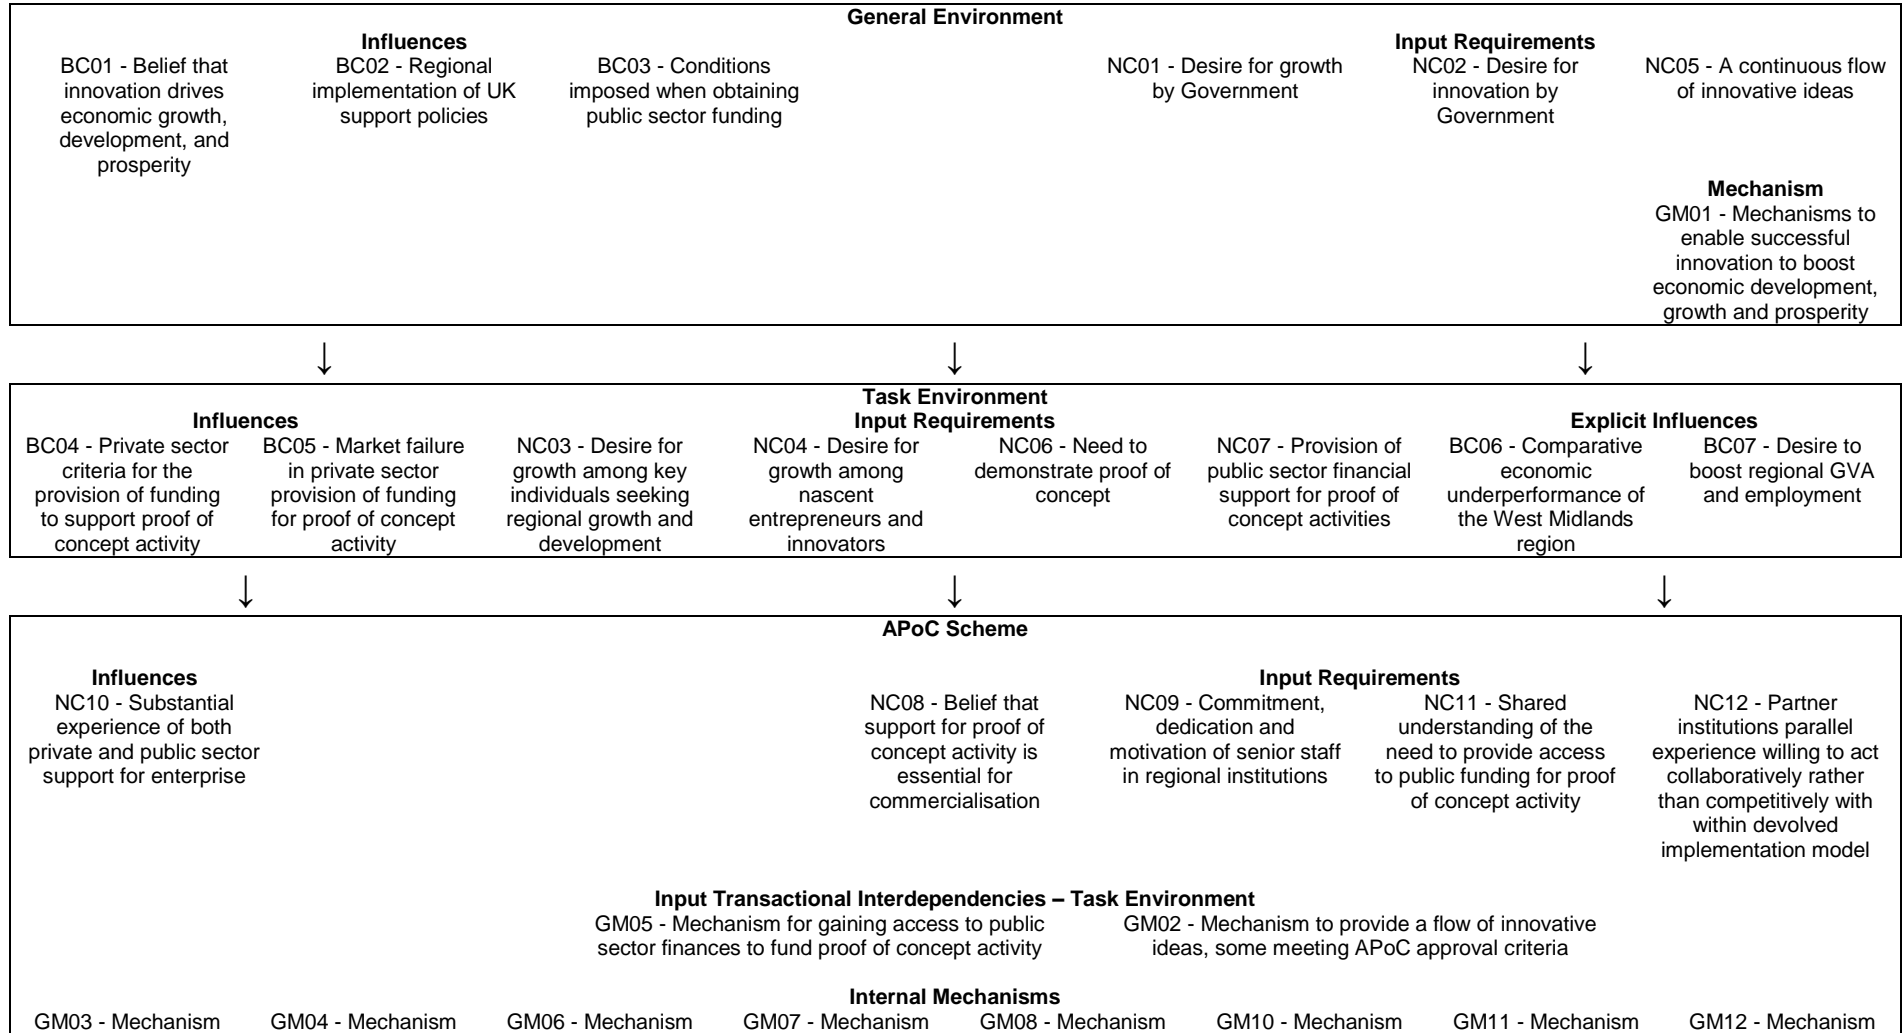 General Environment
Influences
BC01 - Belief that
innovation drives
economic growth,
development, and
prosperity
BC02 - Regional
implementation of UK
support policies
BC03 - Conditions
imposed when obtaining
public sector funding
Input Requirements
NC01 - Desire for growth
by Government
NC02 - Desire for
innovation by
Government
NC05 - A continuous flow
of innovative ideas
Mechanism
GM01 - Mechanisms to
enable successful
innovation to boost
economic development,
growth and prosperity
↓ ↓ ↓
Task Environment
Influences
BC04 - Private sector
criteria for the
provision of funding
to support proof of
concept activity
BC05 - Market failure
in private sector
provision of funding
for proof of concept
activity
Input Requirements
NC03 - Desire for
growth among key
individuals seeking
regional growth and
development
NC04 - Desire for
growth among
nascent
entrepreneurs and
innovators
NC06 - Need to
demonstrate proof of
concept
NC07 - Provision of
public sector financial
support for proof of
concept activities
Explicit Influences
BC06 - Comparative
economic
underperformance of
the West Midlands
region
BC07 - Desire to
boost regional GVA
and employment
↓ ↓ ↓
APoC Scheme
Influences
NC10 - Substantial
experience of both
private and public sector
support for enterprise
Input Requirements
NC08 - Belief that
support for proof of
concept activity is
essential for
commercialisation
NC09 - Commitment,
dedication and
motivation of senior staff
in regional institutions
NC11 - Shared
understanding of the
need to provide access
to public funding for proof
of concept activity
NC12 - Partner
institutions parallel
experience willing to act
collaboratively rather
than competitively with
within devolved
implementation model
Input Transactional Interdependencies – Task Environment
GM05 - Mechanism for gaining access to public
sector finances to fund proof of concept activity
GM02 - Mechanism to provide a flow of innovative
ideas, some meeting APoC approval criteria
Internal Mechanisms
GM03 - Mechanism
GM04 - Mechanism
GM06 - Mechanism
GM07 - Mechanism
GM08 - Mechanism
GM10 - Mechanism
GM11 - Mechanism
GM12 - Mechanism